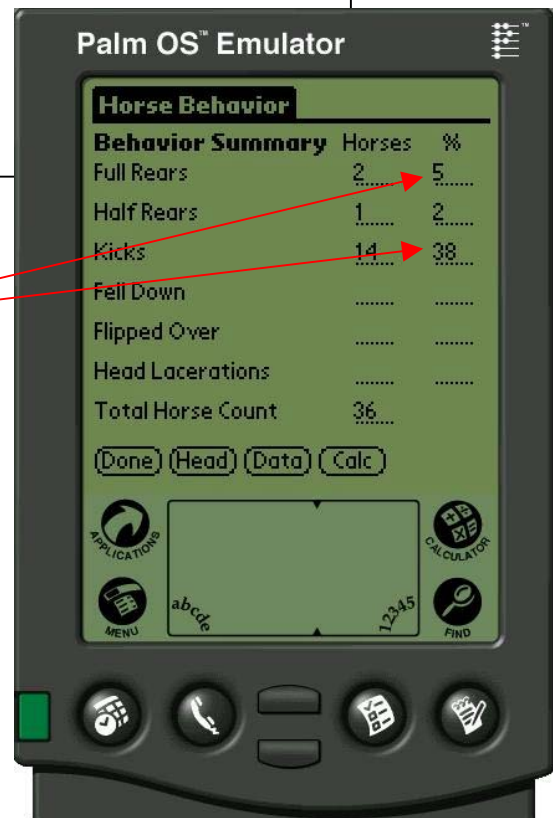 Palm OS™ Emulator
Horse Behavior
Behavior Summary Horses %
Full Rears 2 5
Half Rears 1 2
Kicks 14 38
Fell Down
Flipped Over
Head Lacerations
Total Horse Count 36
Done Head Data Calc
APPLICATIONS CALCULATOR
MENU abcde 12345 FIND